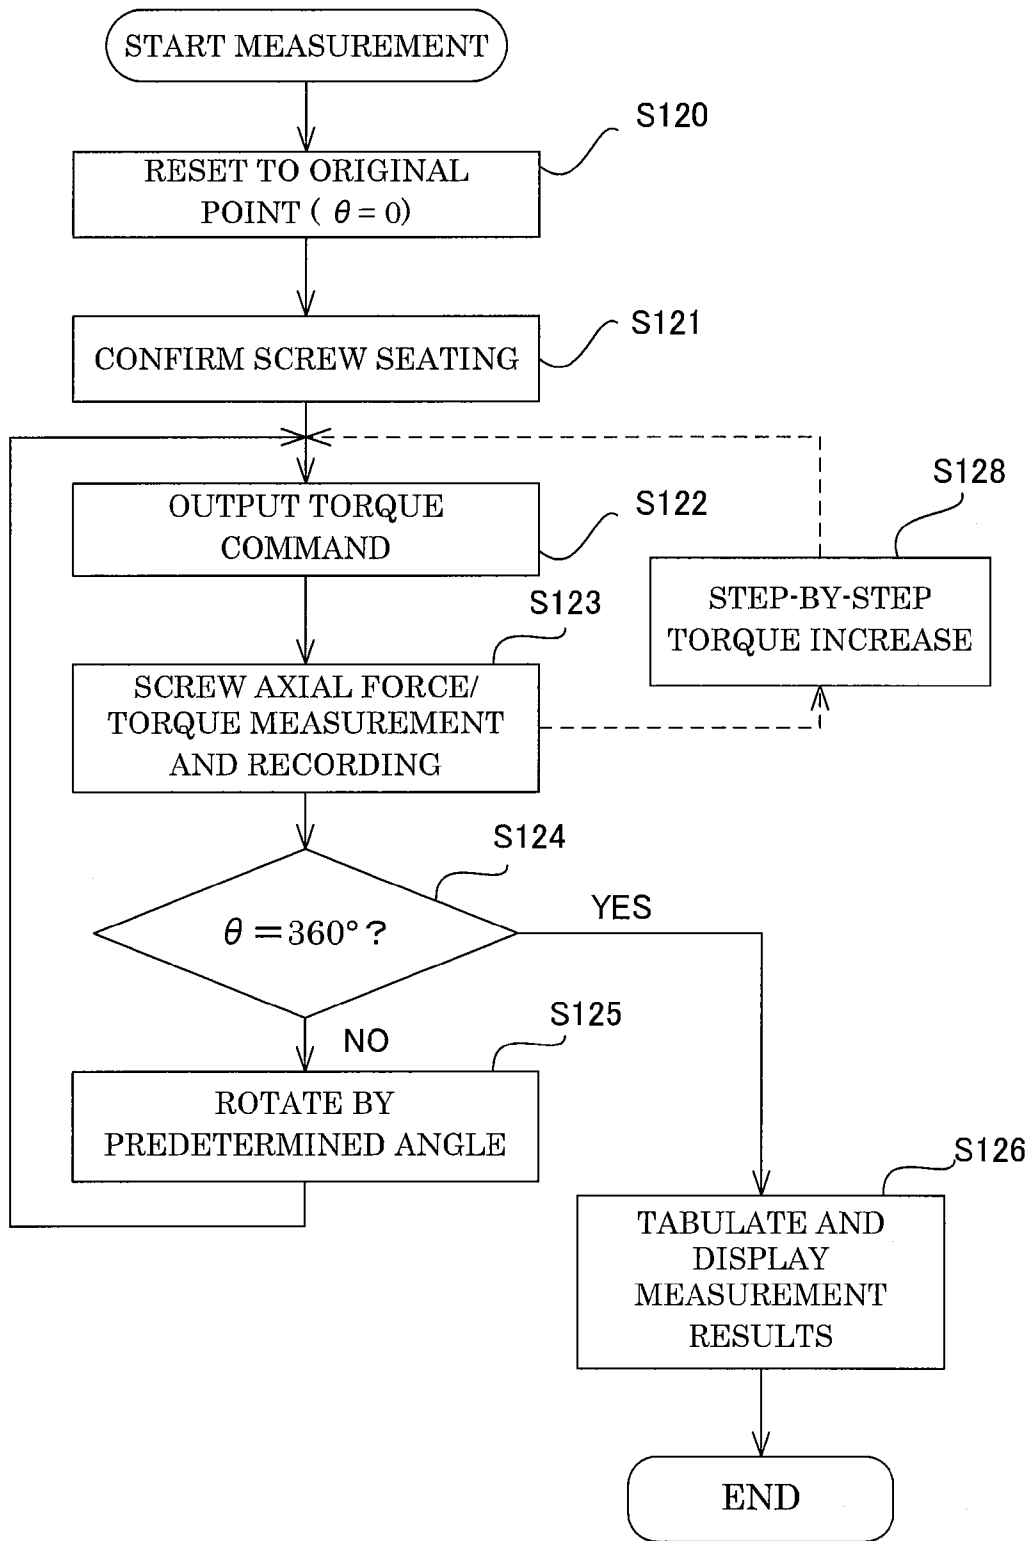 START MEASUREMENT
S120
RESET TO ORIGINAL
POINT ( θ = 0)
S121
CONFIRM SCREW SEATING
S122
OUTPUT TORQUE
COMMAND
S128
STEP-BY-STEP
TORQUE INCREASE
S123
SCREW AXIAL FORCE/
TORQUE MEASUREMENT
AND RECORDING
S124
θ = 360° ?
YES
NO
S125
ROTATE BY
PREDETERMINED ANGLE
S126
TABULATE AND
DISPLAY
MEASUREMENT
RESULTS
END